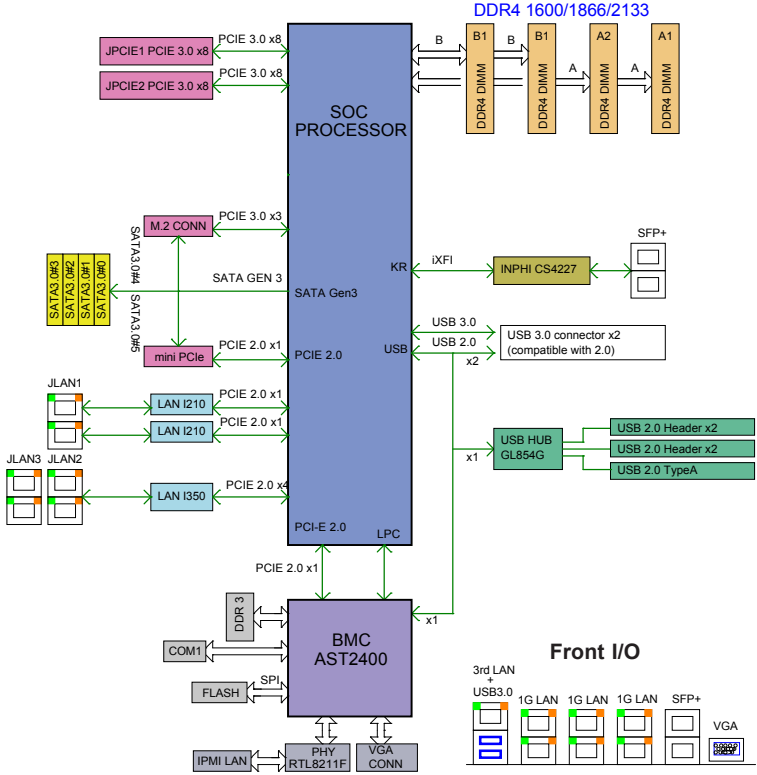 DDR4 1600/1866/2133
JPCIE1 PCIE 3.0 x8
PCIE 3.0 x8
JPCIE2 PCIE 3.0 x8
PCIE 3.0 x8
SOC
PROCESSOR
B
B
A
A
B1
DDR4 DIMM
B1
DDR4 DIMM
A2
DDR4 DIMM
A1
DDR4 DIMM
M.2 CONN
PCIE 3.0 x3
SATA3.0#4
SATA3.0#5
SATA3.0#3
SATA3.0#2
SATA3.0#1
SATA3.0#0
SATA GEN 3
SATA Gen3
mini PCIe
PCIE 2.0 x1
PCIE 2.0
KR
iXFI
INPHI CS4227
SFP+
USB
USB 3.0
USB 2.0
x2
USB 3.0 connector x2
(compatible with 2.0)
JLAN1
LAN I210
PCIE 2.0 x1
LAN I210
PCIE 2.0 x1
JLAN3
JLAN2
LAN I350
PCIE 2.0 x4
x1
USB HUB
GL854G
USB 2.0 Header x2
USB 2.0 Header x2
USB 2.0 TypeA
PCI-E 2.0
LPC
PCIE 2.0 x1
x1
DDR 3
COM1
FLASH
SPI
BMC
AST2400
IPMI LAN
PHY
RTL8211F
VGA
CONN
Front I/O
3rd LAN
+
USB3.0
1G LAN
1G LAN
1G LAN
SFP+
VGA